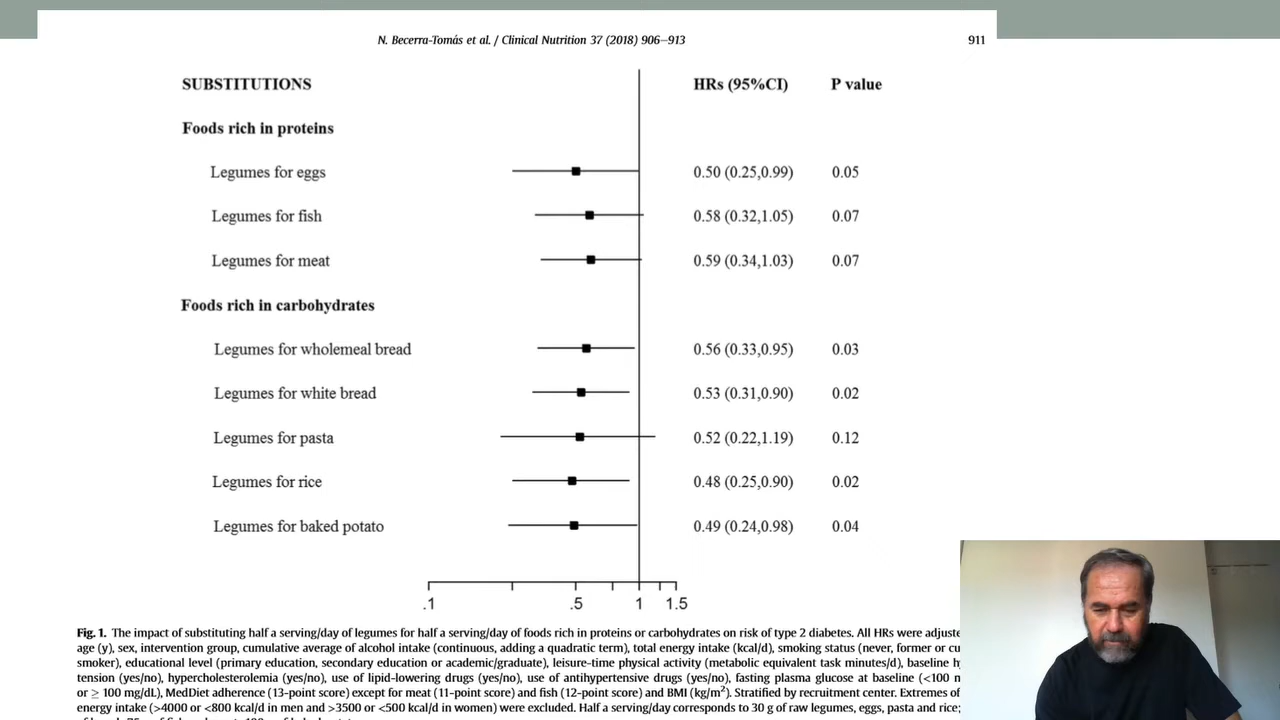 N. Becerra-Tomás et al. / Clinical Nutrition 37 (2018) 906–913 911
SUBSTITUTIONS HRs (95%CI) P value
Foods rich in proteins
Legumes for eggs 0.50 (0.25,0.99) 0.05
Legumes for fish 0.58 (0.32,1.05) 0.07
Legumes for meat 0.59 (0.34,1.03) 0.07
Foods rich in carbohydrates
Legumes for wholemeal bread 0.56 (0.33,0.95) 0.03
Legumes for white bread 0.53 (0.31,0.90) 0.02
Legumes for pasta 0.52 (0.22,1.19) 0.12
Legumes for rice 0.48 (0.25,0.90) 0.02
Legumes for baked potato 0.49 (0.24,0.98) 0.04
.1 .5 1 1.5
Fig. 1. The impact of substituting half a serving/day of legumes for half a serving/day of foods rich in proteins or carbohydrates on risk of type 2 diabetes. All HRs were adjuste
age (y), sex, intervention group, cumulative average of alcohol intake (continuous, adding a quadratic term), total energy intake (kcal/d), smoking status (never, former or cu
smoker), educational level (primary education, secondary education or academic/graduate), leisure-time physical activity (metabolic equivalent task minutes/d), baseline h
tension (yes/no), hypercholesterolemia (yes/no), use of lipid-lowering drugs (yes/no), use of antihypertensive drugs (yes/no), fasting plasma glucose at baseline (<100 m
or ≥ 100 mg/dL), MedDiet adherence (13-point score) except for meat (11-point score) and fish (12-point score) and BMI (kg/m²). Stratified by recruitment center. Extremes of
energy intake (>4000 or <800 kcal/d in men and >3500 or <500 kcal/d in women) were excluded. Half a serving/day corresponds to 30 g of raw legumes, eggs, pasta and rice;